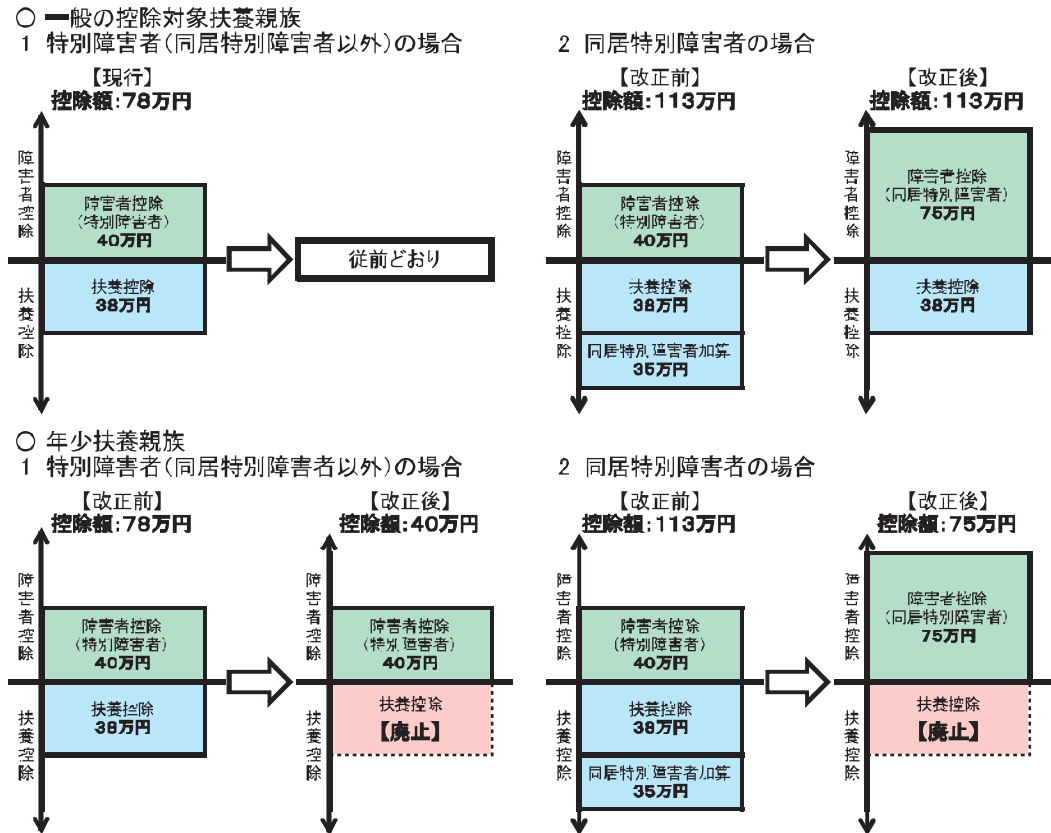 ○ 一般の控除対象扶養親族
1 特別障害者(同居特別障害者以外)の場合
【現行】
控除額:78万円
障害者控除
扶養控除
障害者控除
(特別障害者)
40万円
扶養控除
38万円
従前どおり
2 同居特別障害者の場合
【改正前】
控除額:113万円
障害者控除
扶養控除
障害者控除
(特別障害者)
40万円
扶養控除
38万円
同居特別障害者加算
35万円
【改正後】
控除額:113万円
障害者控除
扶養控除
障害者控除
(同居特別障害者)
75万円
扶養控除
38万円
○ 年少扶養親族
1 特別障害者(同居特別障害者以外)の場合
【改正前】
控除額:78万円
障害者控除
扶養控除
障害者控除
(特別障害者)
40万円
扶養控除
38万円
【改正後】
控除額:40万円
障害者控除
扶養控除
障害者控除
(特別障害者)
40万円
扶養控除
【廃止】
2 同居特別障害者の場合
【改正前】
控除額:113万円
障害者控除
扶養控除
障害者控除
(特別障害者)
40万円
扶養控除
38万円
同居特別障害者加算
35万円
【改正後】
控除額:75万円
障害者控除
扶養控除
障害者控除
(同居特別障害者)
75万円
扶養控除
【廃止】